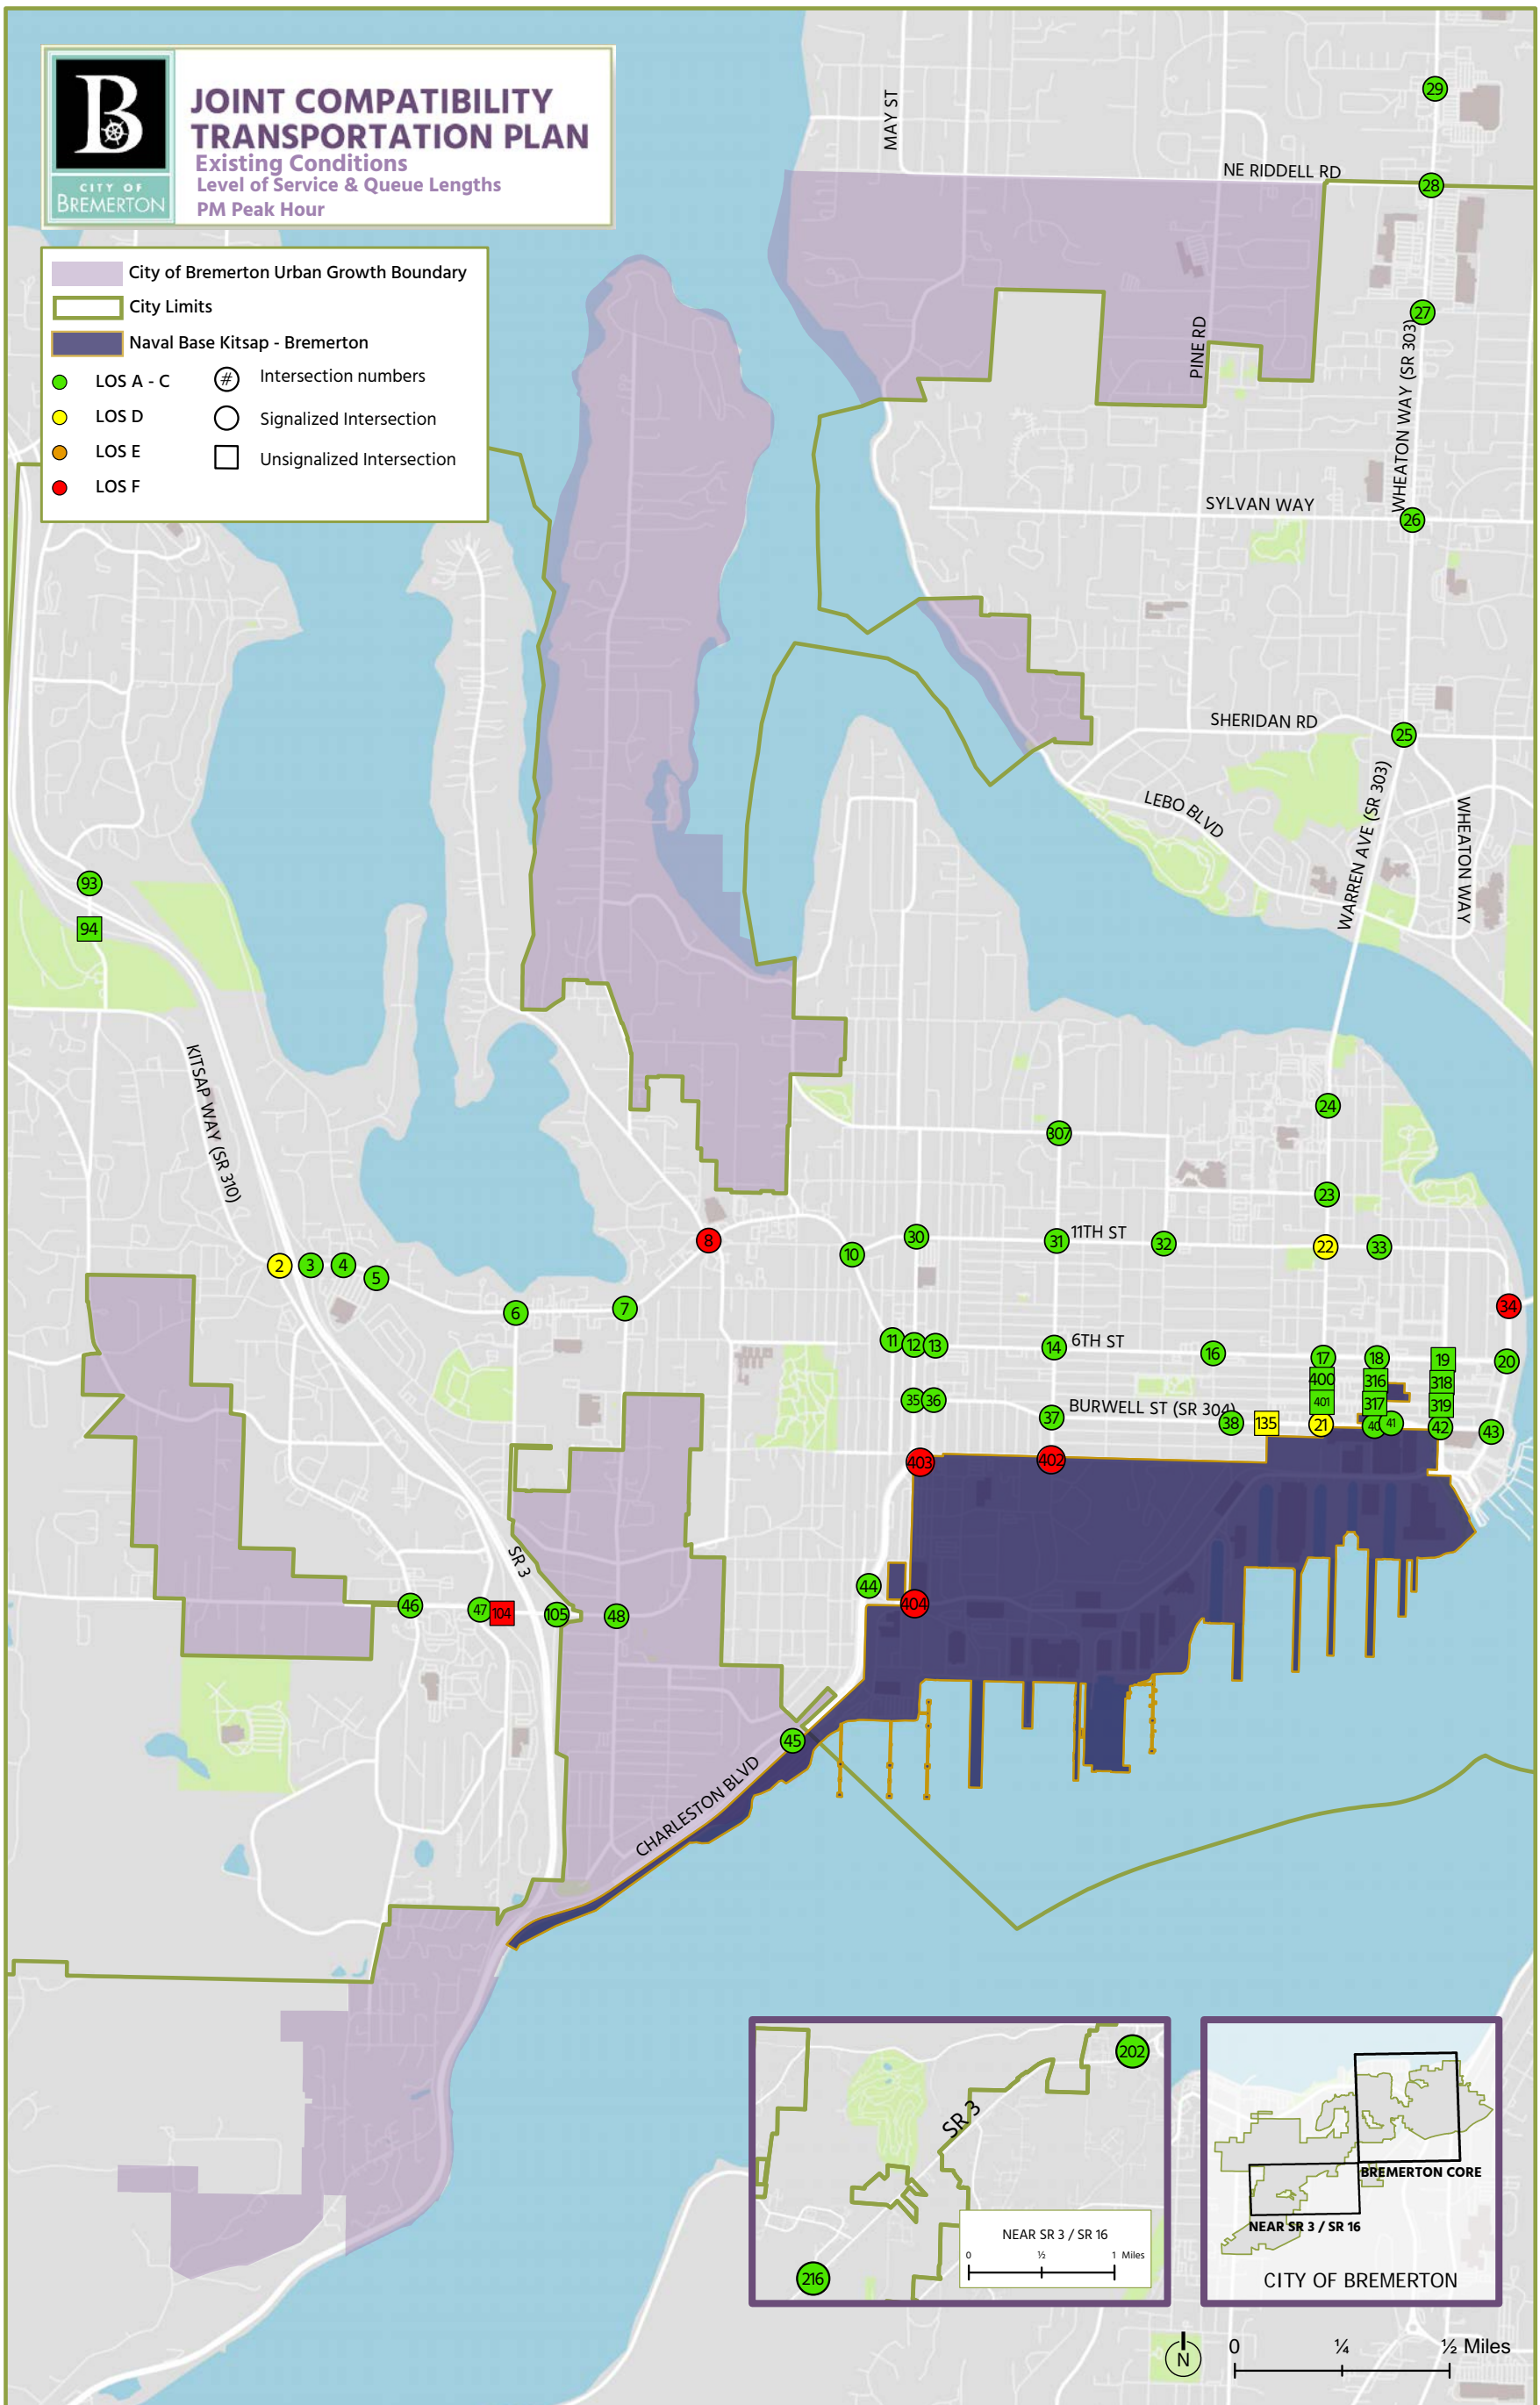 B
CITY OF
BREMERTON
JOINT COMPATIBILITY
TRANSPORTATION PLAN
Existing Conditions
Level of Service & Queue Lengths
PM Peak Hour
City of Bremerton Urban Growth Boundary
City Limits
Naval Base Kitsap - Bremerton
LOS A - C
LOS D
LOS E
LOS F
# Intersection numbers
Signalized Intersection
Unsignalized Intersection
MAY ST
29
NE RIDDELL RD
28
27
PINE RD
WHEATON WAY (SR 303)
SYLVAN WAY
26
SHERIDAN RD
25
LEBO BLVD
WARREN AVE (SR 303)
WHEATON WAY
93
94
KITSAP WAY (SR 310)
24
307
23
8
10
30
31
11TH ST
32
22
33
2
3
4
5
6
7
34
11
12
13
14
6TH ST
16
17
18
19
20
400
316
318
35
36
401
317
319
37
BURWELL ST (SR 304)
38
135
21
40
41
42
43
403
402
SR 3
44
404
46
47
104
105
48
45
CHARLESTON BLVD
202
SR 3
216
NEAR SR 3 / SR 16
0 ½ 1 Miles
BREMERTON CORE
NEAR SR 3 / SR 16
CITY OF BREMERTON
N
0 ¼ ½ Miles